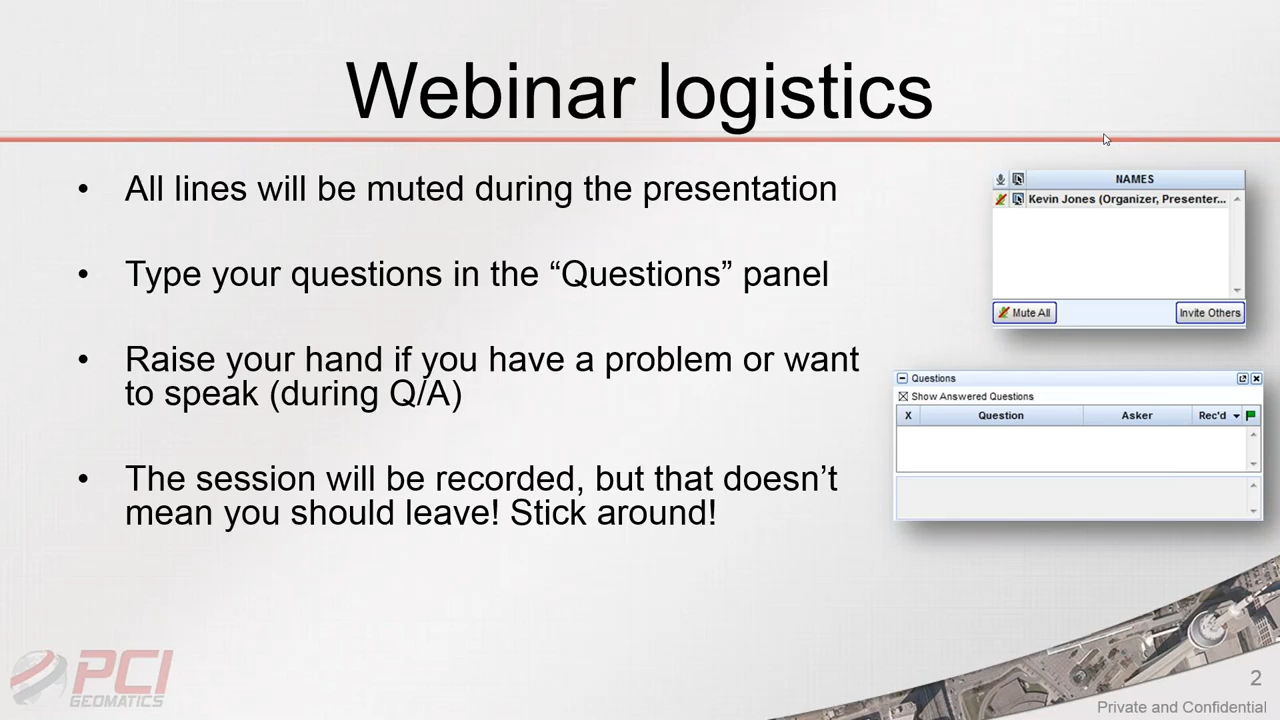 Webinar logistics
• All lines will be muted during the presentation
• Type your questions in the “Questions” panel
• Raise your hand if you have a problem or want
to speak (during Q/A)
• The session will be recorded, but that doesn’t
mean you should leave! Stick around!
NAMES
Kevin Jones (Organizer, Presenter...
Mute All Invite Others
Questions
Show Answered Questions
X Question Asker Rec'd
PCI
GEOMATICS
2
Private and Confidential